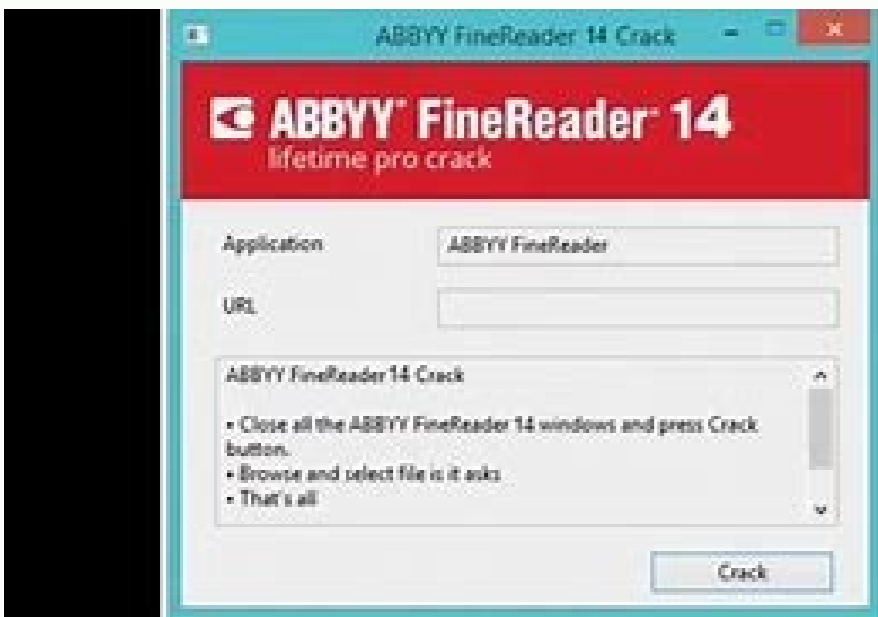 ABBYY FineReader 14 Crack
ABBYY FineReader 14
lifetime pro crack
Application
ABBYY FineReader
URL
ABBYY FineReader 14 Crack
• Close all the ABBYY FineReader 14 windows and press Crack
button.
• Browse and select file is it asks
• That's all
Crack